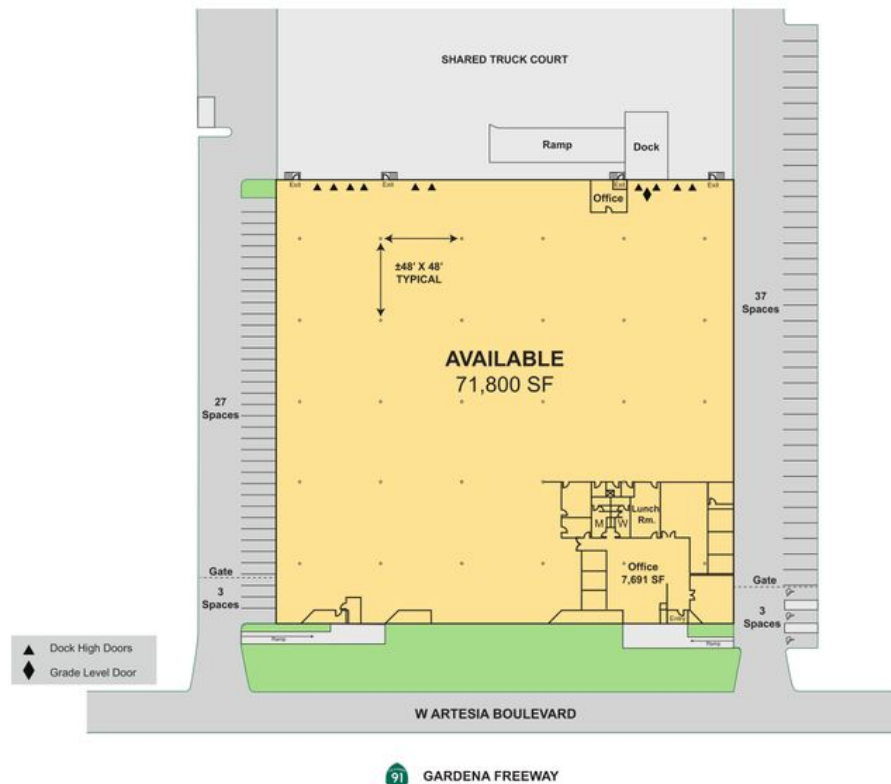 SHARED TRUCK COURT
Ramp
Dock
Exit
Exit
Exit
Exit
Office
±48' X 48'
TYPICAL
37
Spaces
AVAILABLE
71,800 SF
27
Spaces
Lunch
Rm.
M
W
Office
7,691 SF
Gate
Gate
3
Spaces
3
Spaces
Entry
Ramp
Ramp
Dock High Doors
Grade Level Door
W ARTESIA BOULEVARD
91
GARDENA FREEWAY